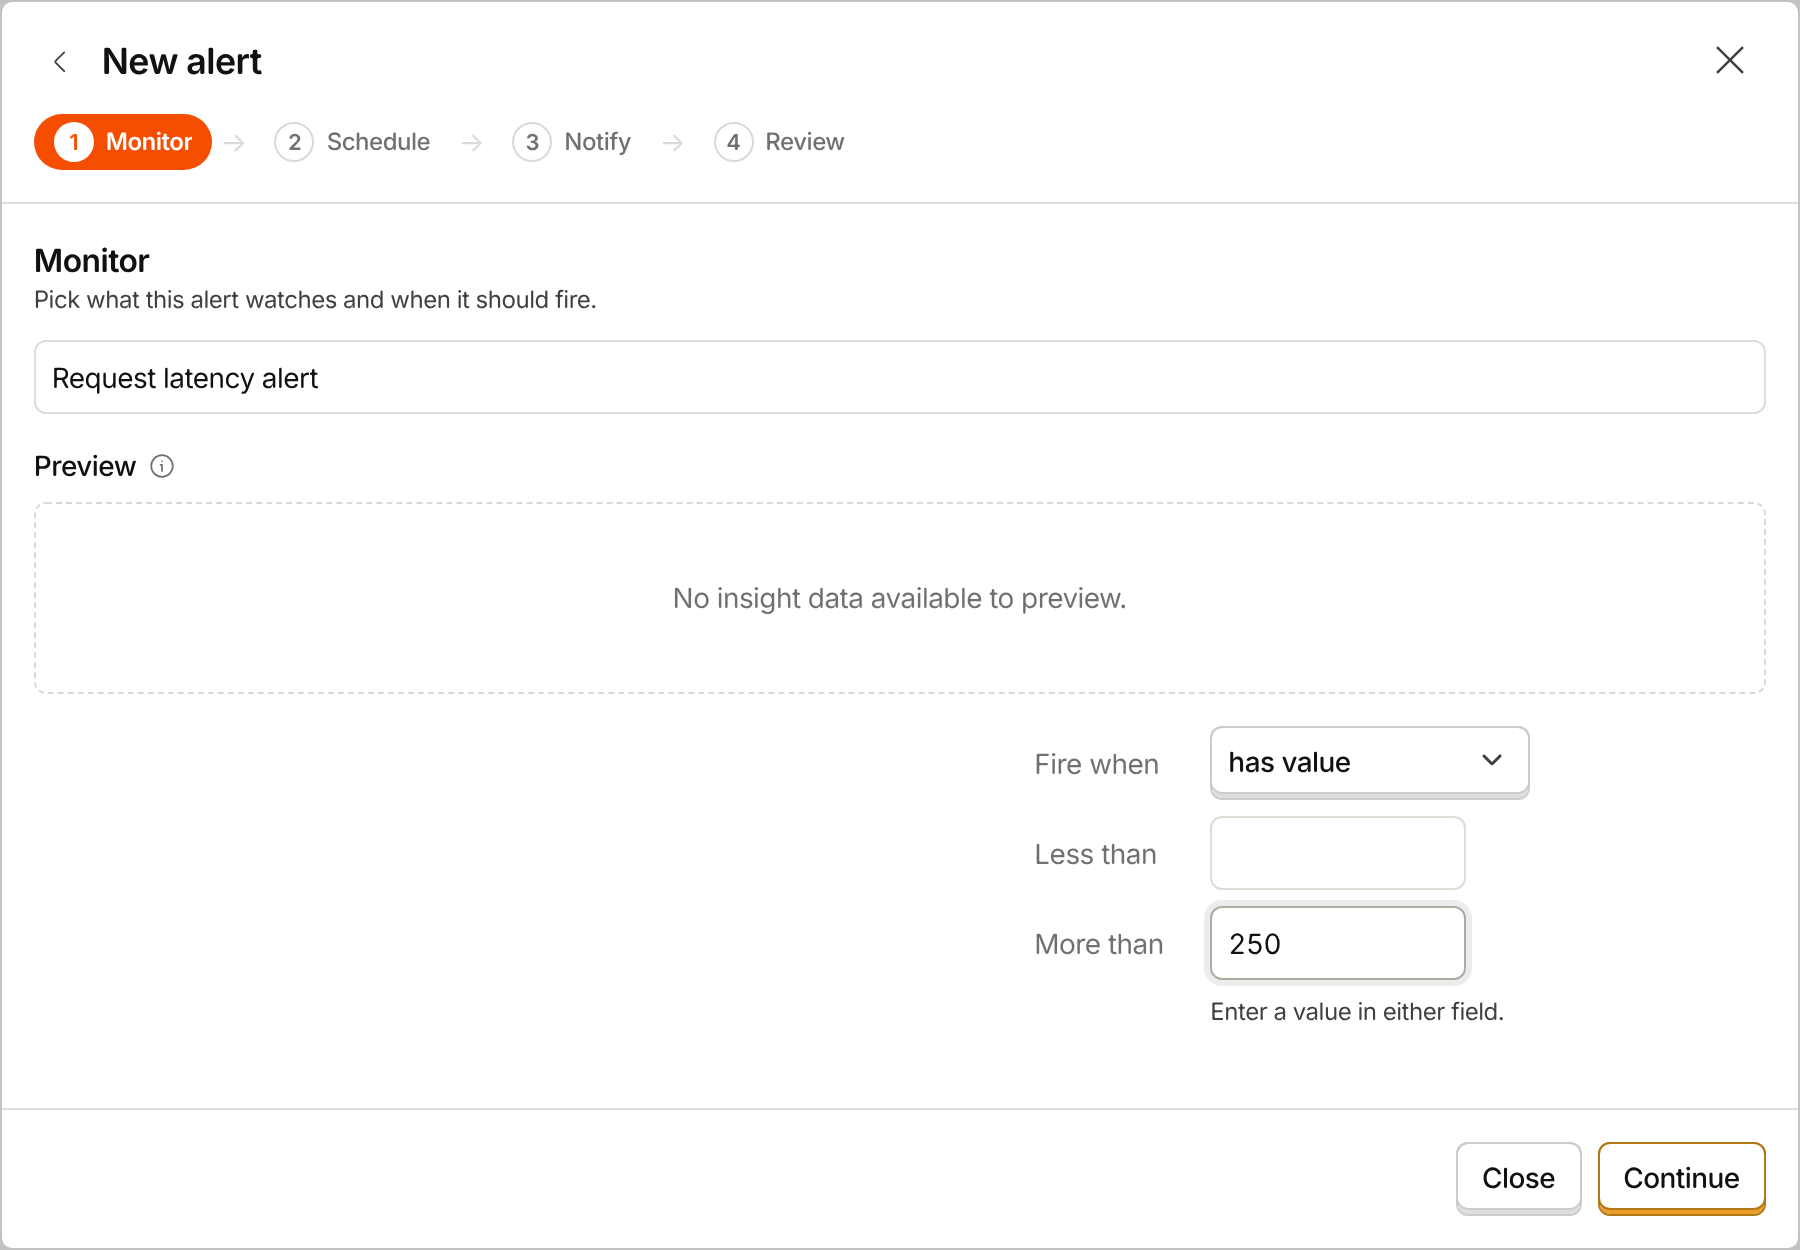 New alert
1 Monitor 2 Schedule 3 Notify 4 Review
Monitor
Pick what this alert watches and when it should fire.
Request latency alert
Preview
No insight data available to preview.
Fire when has value
Less than
More than 250
Enter a value in either field.
Close Continue